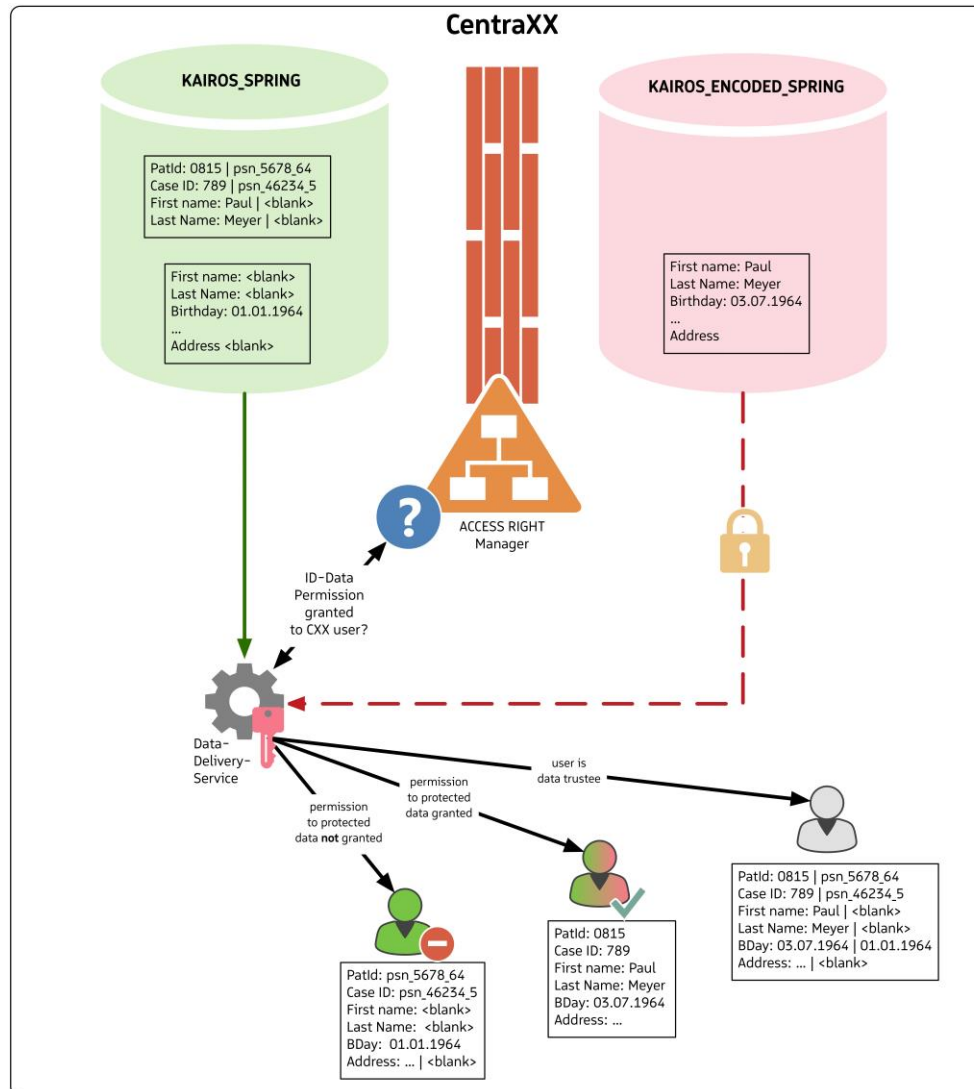 CentraXX
KAIROS_SPRING
PatId: 0815 | psn_5678_64
Case ID: 789 | psn_46234_5
First name: Paul | <blank>
Last Name: Meyer | <blank>
First name: <blank>
Last Name: <blank>
Birthday: 01.01.1964
...
Address <blank>
KAIROS_ENCODED_SPRING
First name: Paul
Last Name: Meyer
Birthday: 03.07.1964
...
Address
?
ACCESS RIGHT
Manager
ID-Data
Permission
granted
to CXX user?
Data-
Delivery-
Service
permission
to protected
data not granted
permission
to protected
data granted
user is
data trustee
PatId: psn_5678_64
Case ID: psn_46234_5
First name: <blank>
Last Name: <blank>
BDay: 01.01.1964
Address: ... | <blank>
PatId: 0815
Case ID: 789
First name: Paul
Last Name: Meyer
BDay: 03.07.1964
Address: ...
PatId: 0815 | psn_5678_64
Case ID: 789 | psn_46234_5
First name: Paul | <blank>
Last Name: Meyer | <blank>
BDay: 03.07.1964 | 01.01.1964
Address: ... | <blank>